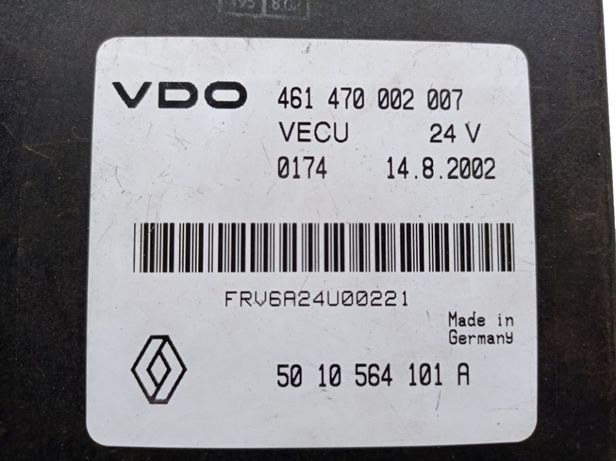 VDO 461 470 002 007
VECU 24 V
0174 14.8.2002
FRV6A24U00221
Made in
Germany
50 10 564 101 A